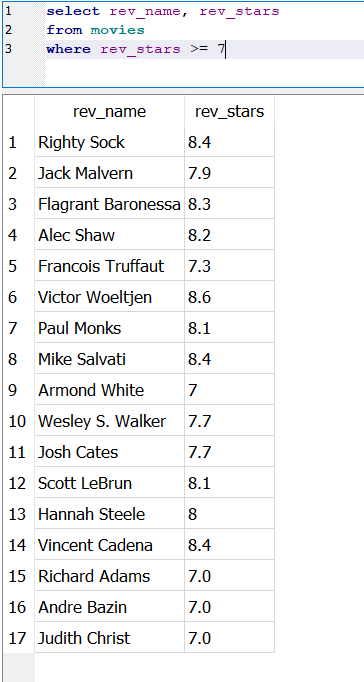 1 select rev_name, rev_stars
2 from movies
3 where rev_stars >= 7
rev_name rev_stars
1 Righty Sock 8.4
2 Jack Malvern 7.9
3 Flagrant Baronessa 8.3
4 Alec Shaw 8.2
5 Francois Truffaut 7.3
6 Victor Woeltjen 8.6
7 Paul Monks 8.1
8 Mike Salvati 8.4
9 Armond White 7
10 Wesley S. Walker 7.7
11 Josh Cates 7.7
12 Scott LeBrun 8.1
13 Hannah Steele 8
14 Vincent Cadena 8.4
15 Richard Adams 7.0
16 Andre Bazin 7.0
17 Judith Christ 7.0